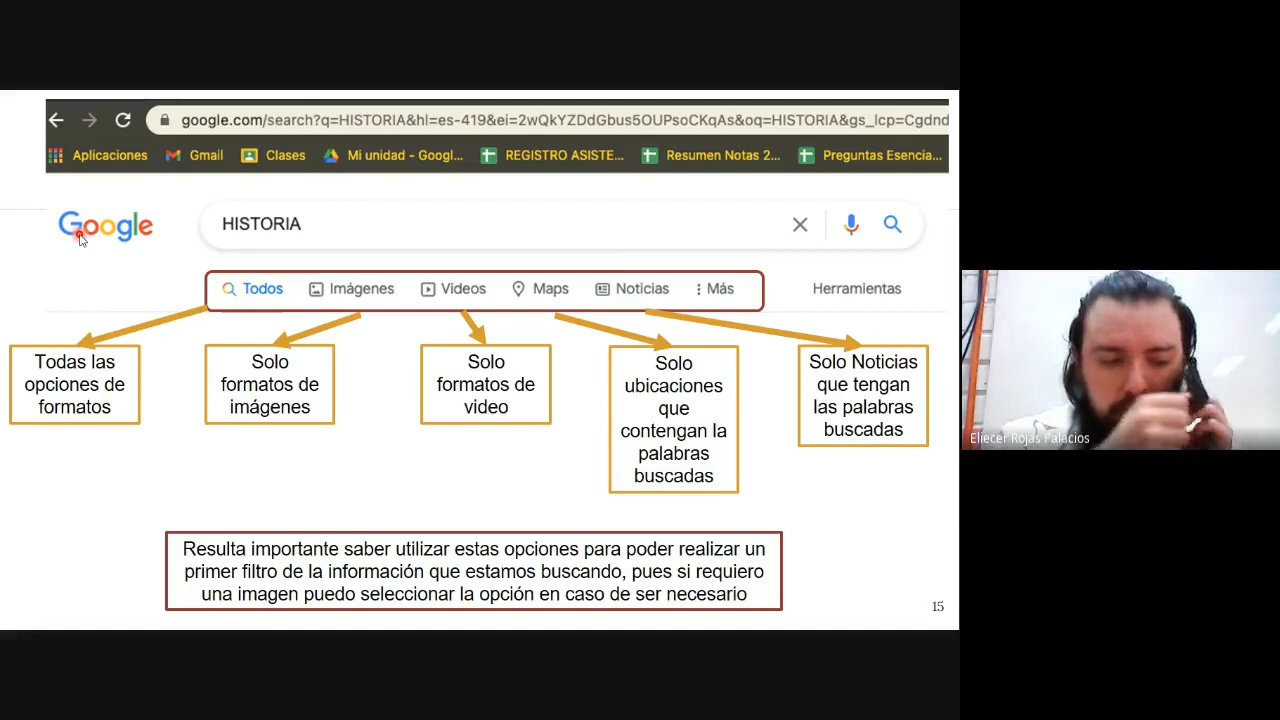 google.com/search?q=HISTORIA&hl=es-419&ei=2wQkYZDdGbus5OUPsoCKqAs&oq=HISTORIA&gs_lcp=Cgdnd
Aplicaciones Gmail Clases Mi unidad - Googl... REGISTRO ASISTE... Resumen Notas 2... Preguntas Esencia...
Google HISTORIA
Todos Imágenes Videos Maps Noticias Más Herramientas
Todas las
opciones de
formatos
Solo
formatos de
imágenes
Solo
formatos de
video
Solo
ubicaciones
que
contengan la
palabras
buscadas
Solo Noticias
que tengan
las palabras
buscadas
Resulta importante saber utilizar estas opciones para poder realizar un
primer filtro de la información que estamos buscando, pues si requiero
una imagen puedo seleccionar la opción en caso de ser necesario
15
Eliecer Rojas Palacios